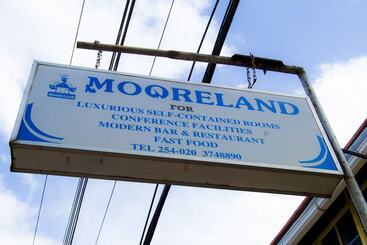 MOORELAND
FOR
LUXURIOUS SELF-CONTAINED ROOMS
CONFERENCE FACILITIES
MODERN BAR & RESTAURANT
FAST FOOD
TEL 254-020 3748890